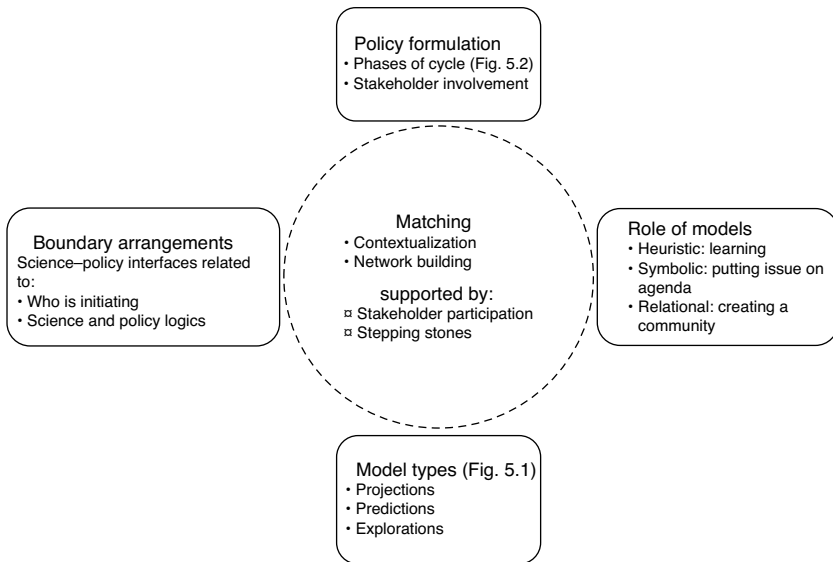 Policy formulation
• Phases of cycle (Fig. 5.2)
• Stakeholder involvement
Boundary arrangements
Science–policy interfaces related
to:
• Who is initiating
• Science and policy logics
Matching
• Contextualization
• Network building
supported by:
¤ Stakeholder participation
¤ Stepping stones
Role of models
• Heuristic: learning
• Symbolic: putting issue on
agenda
• Relational: creating a
community
Model types (Fig. 5.1)
• Projections
• Predictions
• Explorations